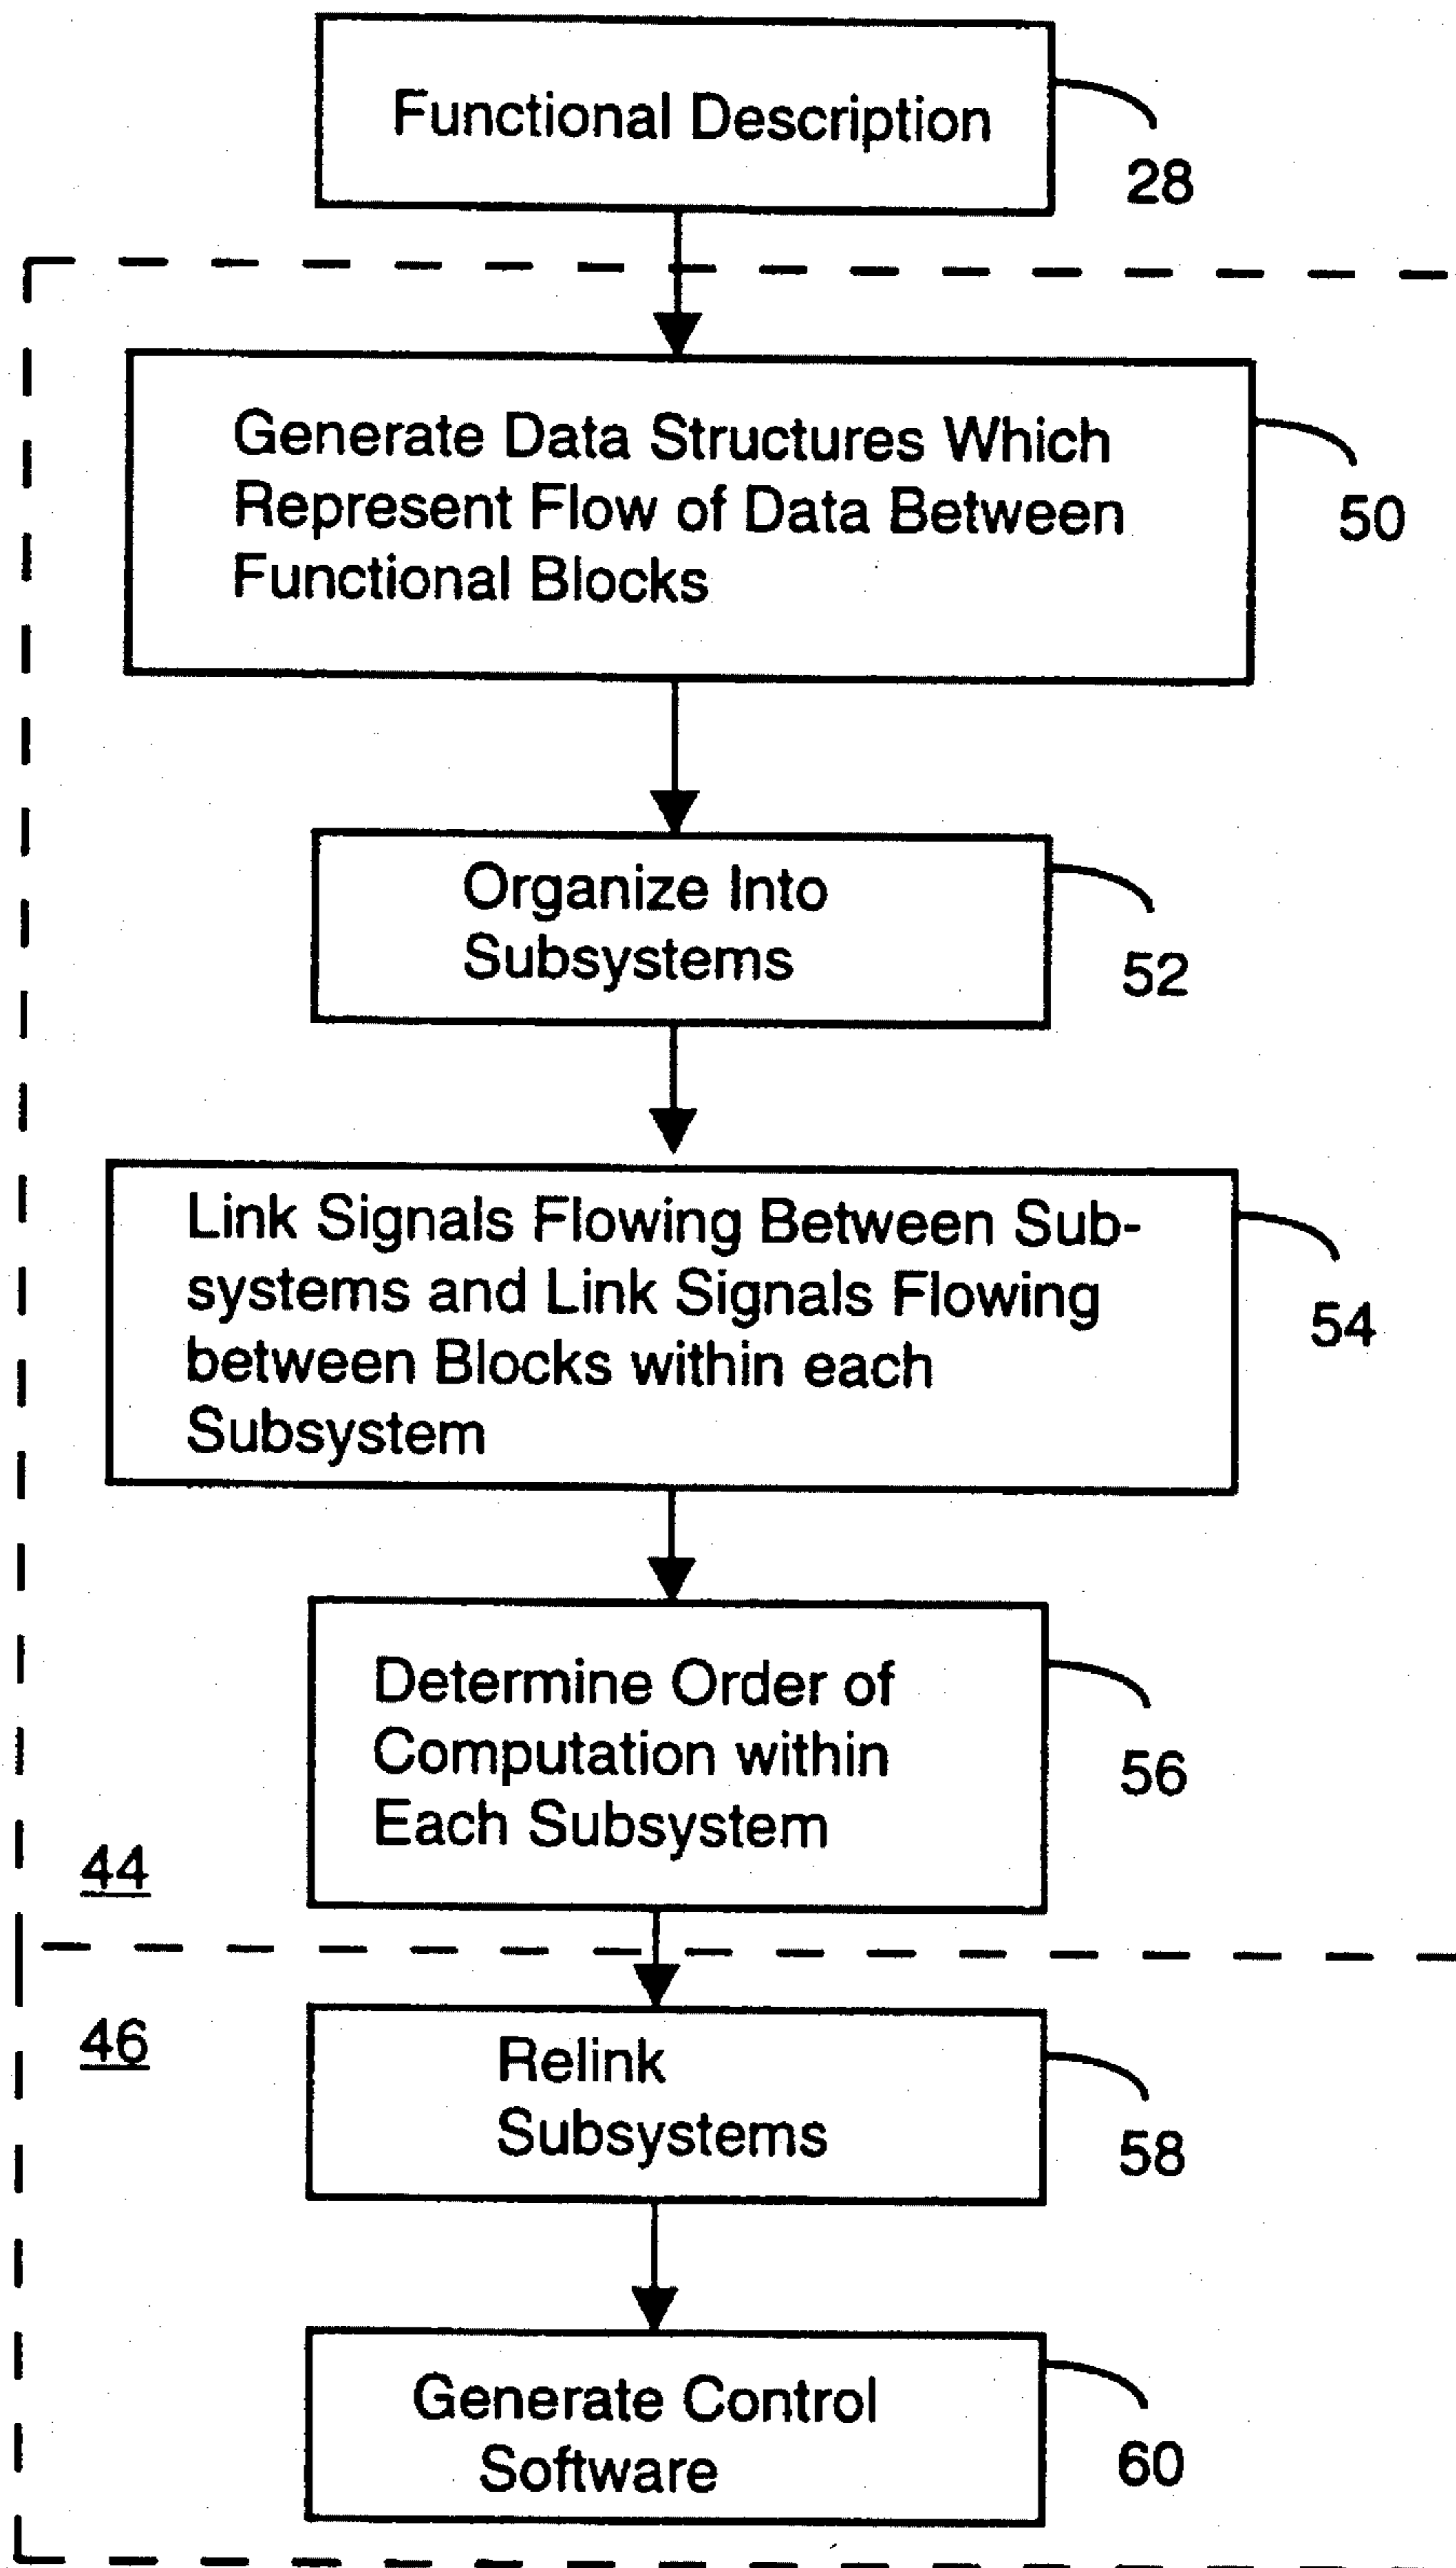 Functional Description
28
Generate Data Structures Which
Represent Flow of Data Between
Functional Blocks
50
Organize Into
Subsystems
52
Link Signals Flowing Between Sub-
systems and Link Signals Flowing
between Blocks within each
Subsystem
54
Determine Order of
Computation within
Each Subsystem
56
44
46
Relink
Subsystems
58
Generate Control
Software
60